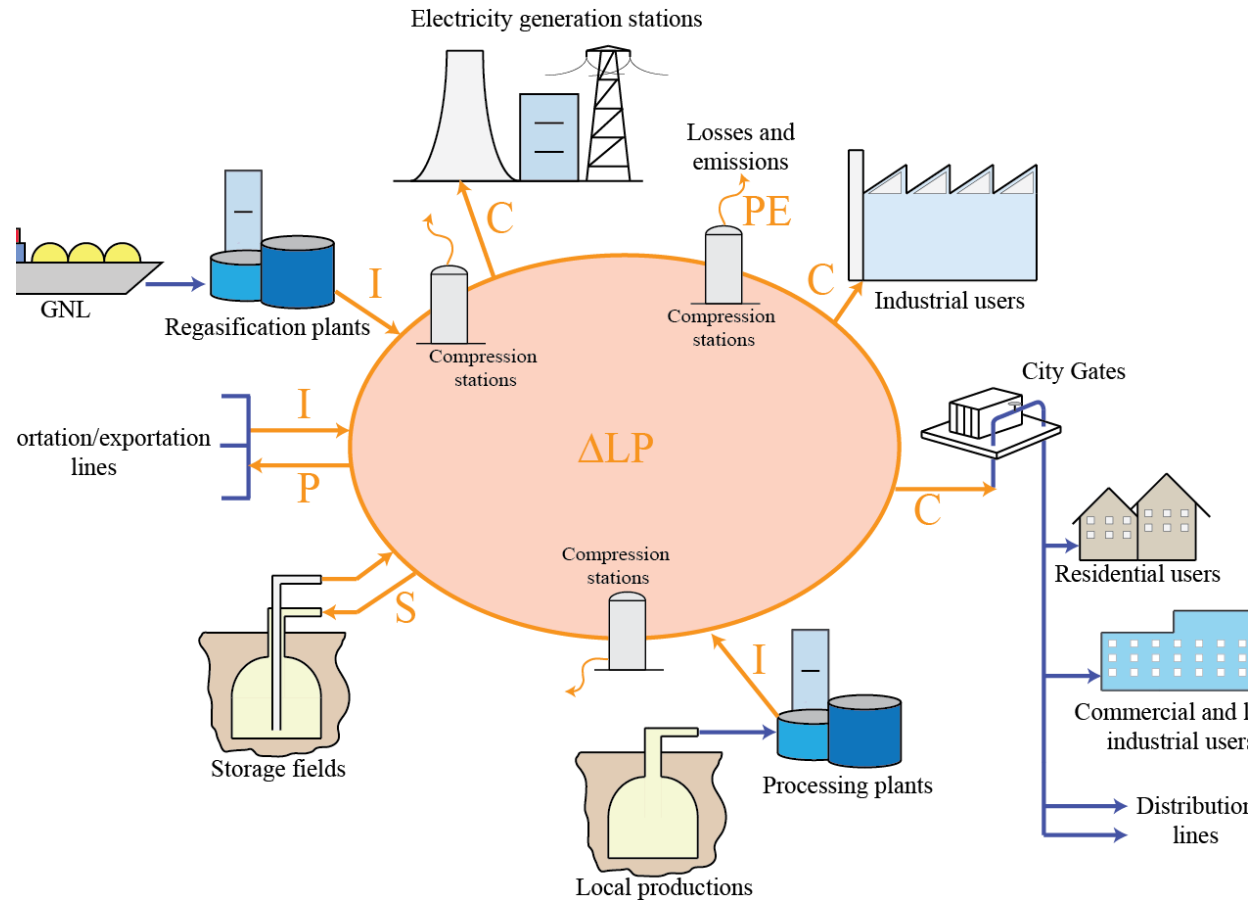 Electricity generation stations
Losses and
emissions
PE
C
C
I
GNL
Regasification plants
Compression
stations
Compression
stations
Industrial users
City Gates
I
ortation/exportation
lines
P
ΔLP
C
Compression
stations
S
Residential users
I
Commercial and l
industrial users
Storage fields
Processing plants
Distribution
lines
Local productions